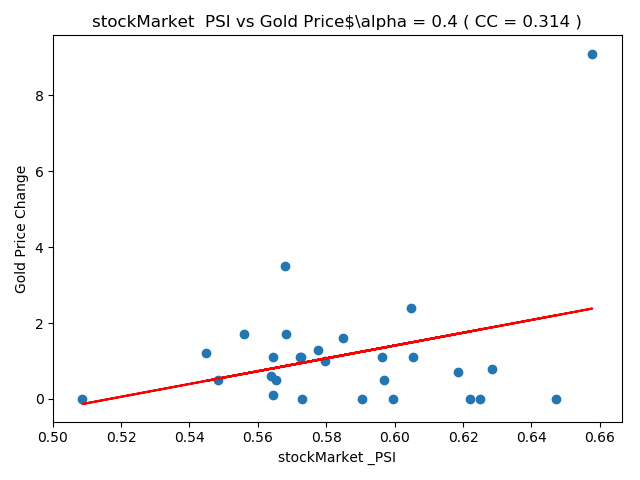 stockMarket  PSI vs Gold Price$\alpha = 0.4 ( CC = 0.314 )
8
6
4
2
0
Gold Price Change
0.50 0.52 0.54 0.56 0.58 0.60 0.62 0.64 0.66
stockMarket _PSI